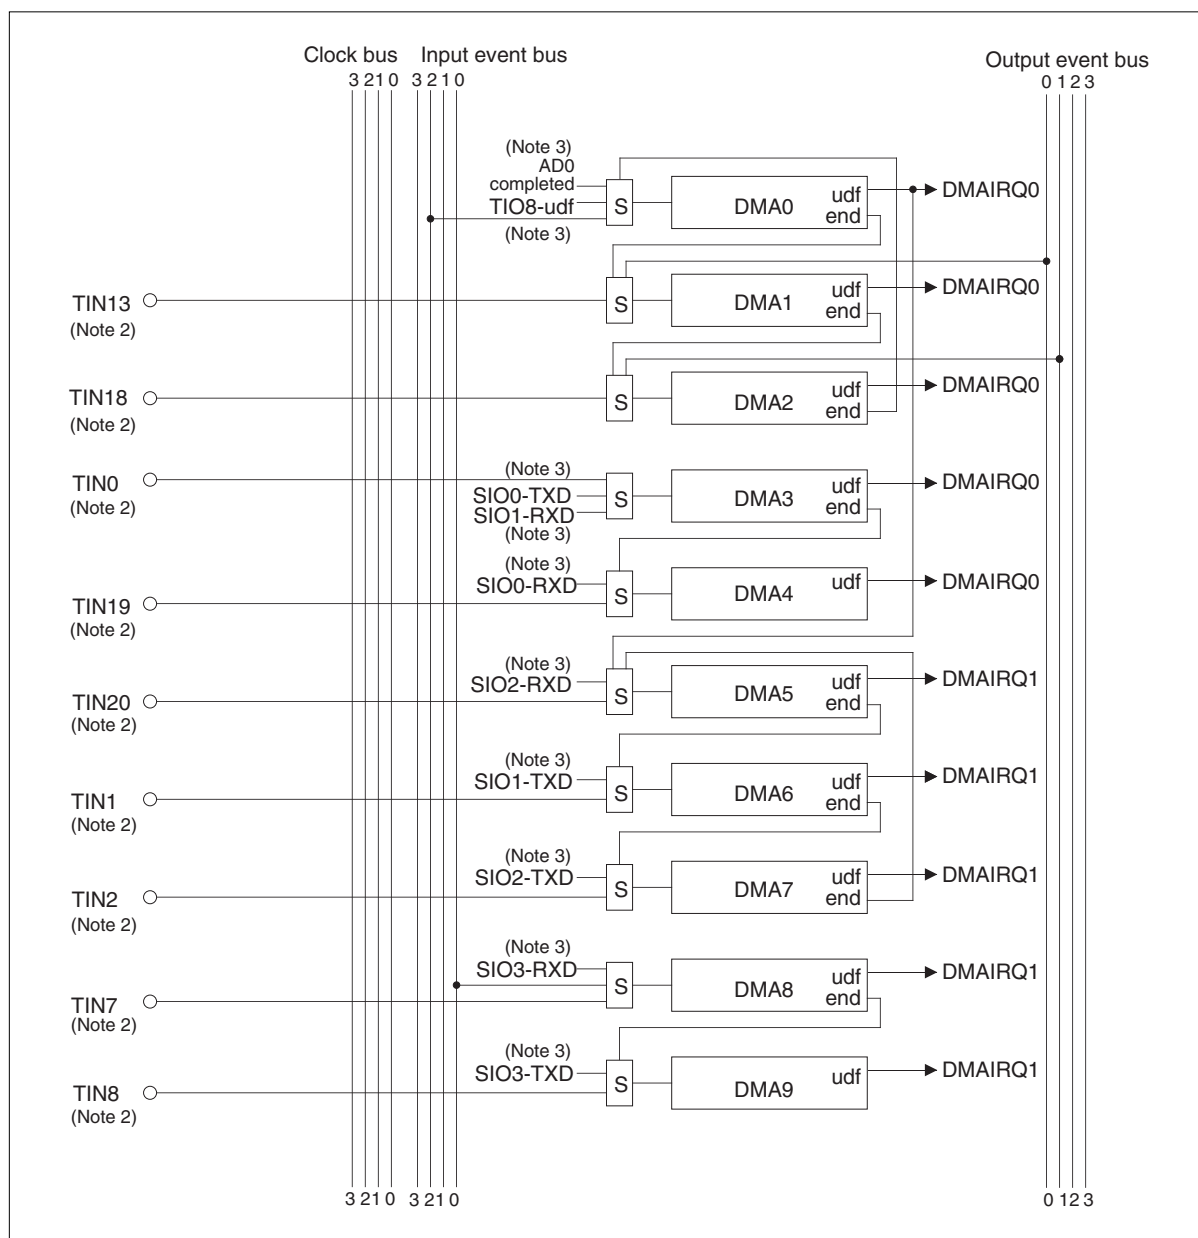 Clock bus
Input event bus
Output event bus
3 2 1 0
3 2 1 0
0 1 2 3
(Note 3)
AD0
completed
TIO8-udf
(Note 3)
S
DMA0
udf
end
DMAIRQ0
TIN13
(Note 2)
S
DMA1
udf
end
DMAIRQ0
TIN18
(Note 2)
S
DMA2
udf
end
DMAIRQ0
TIN0
(Note 2)
(Note 3)
SIO0-TXD
SIO1-RXD
(Note 3)
S
DMA3
udf
end
DMAIRQ0
TIN19
(Note 2)
(Note 3)
SIO0-RXD
S
DMA4
udf
DMAIRQ0
TIN20
(Note 2)
(Note 3)
SIO2-RXD
S
DMA5
udf
end
DMAIRQ1
TIN1
(Note 2)
(Note 3)
SIO1-TXD
S
DMA6
udf
end
DMAIRQ1
TIN2
(Note 2)
(Note 3)
SIO2-TXD
S
DMA7
udf
end
DMAIRQ1
TIN7
(Note 2)
(Note 3)
SIO3-RXD
S
DMA8
udf
end
DMAIRQ1
TIN8
(Note 2)
(Note 3)
SIO3-TXD
S
DMA9
udf
DMAIRQ1
3 2 1 0
3 2 1 0
0 1 2 3